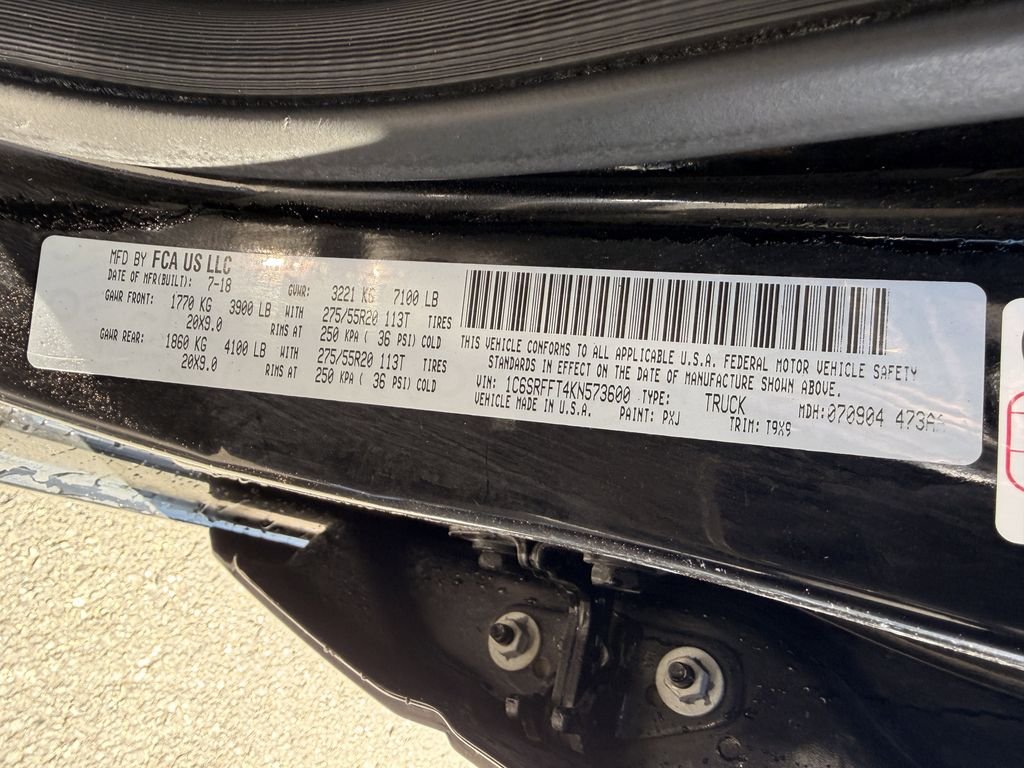 MFD BY FCA US LLC
DATE OF MFR(BUILT): 7-18 GVWR: 3221 KG 7100 LB
GAWR FRONT: 1770 KG 3900 LB WITH 275/55R20 113T TIRES
20X9.0 RIMS AT 250 KPA ( 36 PSI) COLD
GAWR REAR: 1860 KG 4100 LB WITH 275/55R20 113T TIRES
20X9.0 RIMS AT 250 KPA ( 36 PSI) COLD
THIS VEHICLE CONFORMS TO ALL APPLICABLE U.S.A. FEDERAL MOTOR VEHICLE SAFETY
STANDARDS IN EFFECT ON THE DATE OF MANUFACTURE SHOWN ABOVE.
VIN: 1C6SRFFT4KN573600 TYPE: TRUCK MDH:070904
VEHICLE MADE IN U.S.A. PAINT: PXJ TRIM: T9X9